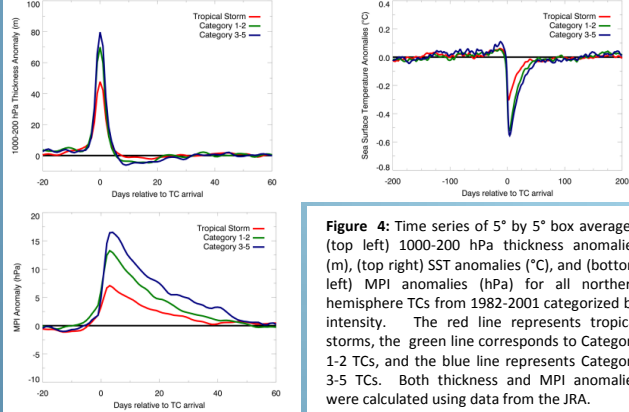 100
80
60
40
20
0
1000-200 hPa Thickness Anomaly (m)
Tropical Storm
Category 1-2
Category 3-5
-20 0 20 40 60
Days relative to TC arrival
0.4
0.2
0.0
-0.2
-0.4
-0.6
-0.8
Sea Surface Temperature Anomalies (°C)
Tropical Storm
Category 1-2
Category 3-5
-200 -100 0 100 200
Days relative to TC arrival
20
15
10
5
0
-5
-10
MPI Anomaly (hPa)
Tropical Storm
Category 1-2
Category 3-5
-20 0 20 40 60
Days relative to TC arrival
Figure 4: Time series of 5° by 5° box average
(top left) 1000-200 hPa thickness anomalie
(m), (top right) SST anomalies (°C), and (botton
left) MPI anomalies (hPa) for all norther
hemisphere TCs from 1982-2001 categorized b
intensity. The red line represents tropic
storms, the green line corresponds to Categor
1-2 TCs, and the blue line represents Categor
3-5 TCs. Both thickness and MPI anomalie
were calculated using data from the JRA.